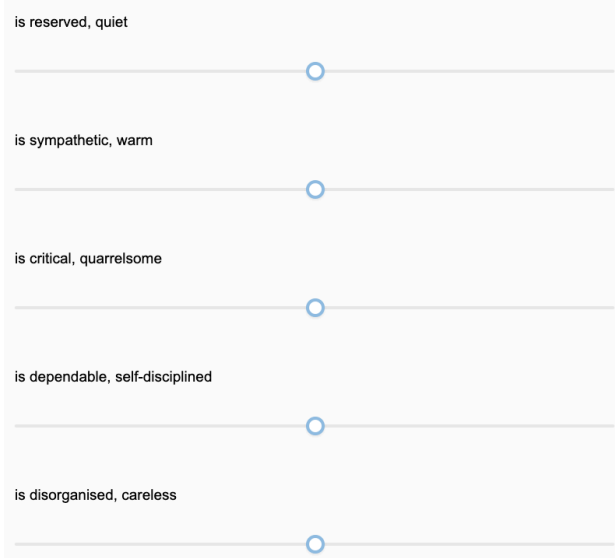 is reserved, quiet
is sympathetic, warm
is critical, quarrelsome
is dependable, self-disciplined
is disorganised, careless